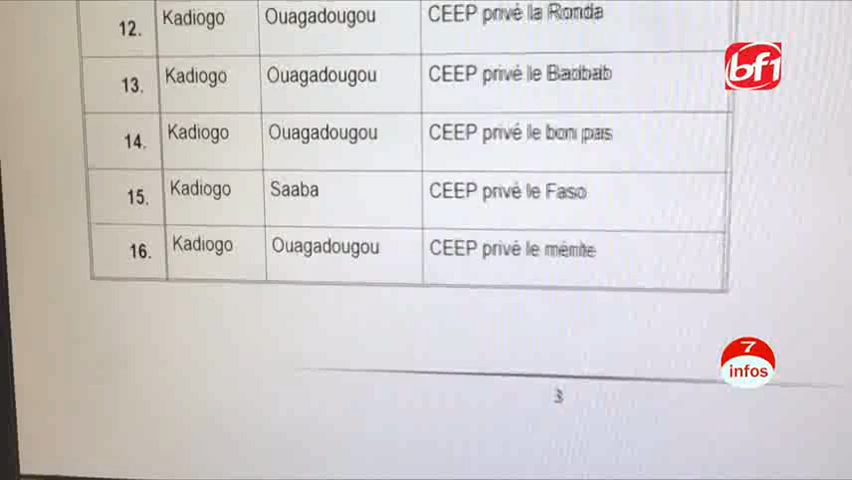 12. Kadiogo Ouagadougou CEEP privé la Ronda
bf1
13. Kadiogo Ouagadougou CEEP privé le Baobab
14. Kadiogo Ouagadougou CEEP privé le bon pas
15. Kadiogo Saaba CEEP privé le Faso
16. Kadiogo Ouagadougou CEEP privé le mérite
7
infos
3